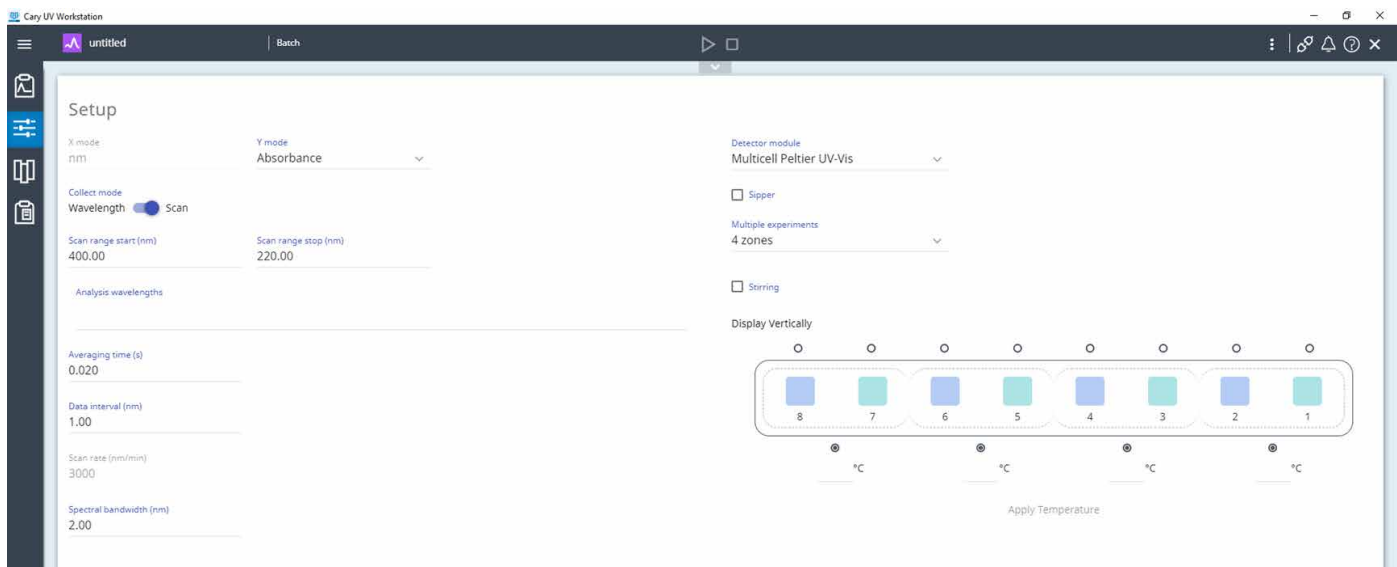 Cary UV Workstation
untitled
Batch
Setup
X mode
nm
Y mode
Absorbance
Collect mode
Wavelength Scan
Scan range start (nm)
400.00
Scan range stop (nm)
220.00
Analysis wavelengths
Averaging time (s)
0.020
Data interval (nm)
1.00
Scan rate (nm/min)
3000
Spectral bandwidth (nm)
2.00
Detector module
Multicell Peltier UV-Vis
Sipper
Multiple experiments
4 zones
Stirring
Display Vertically
8 7 6 5 4 3 2 1
°C °C °C °C
Apply Temperature